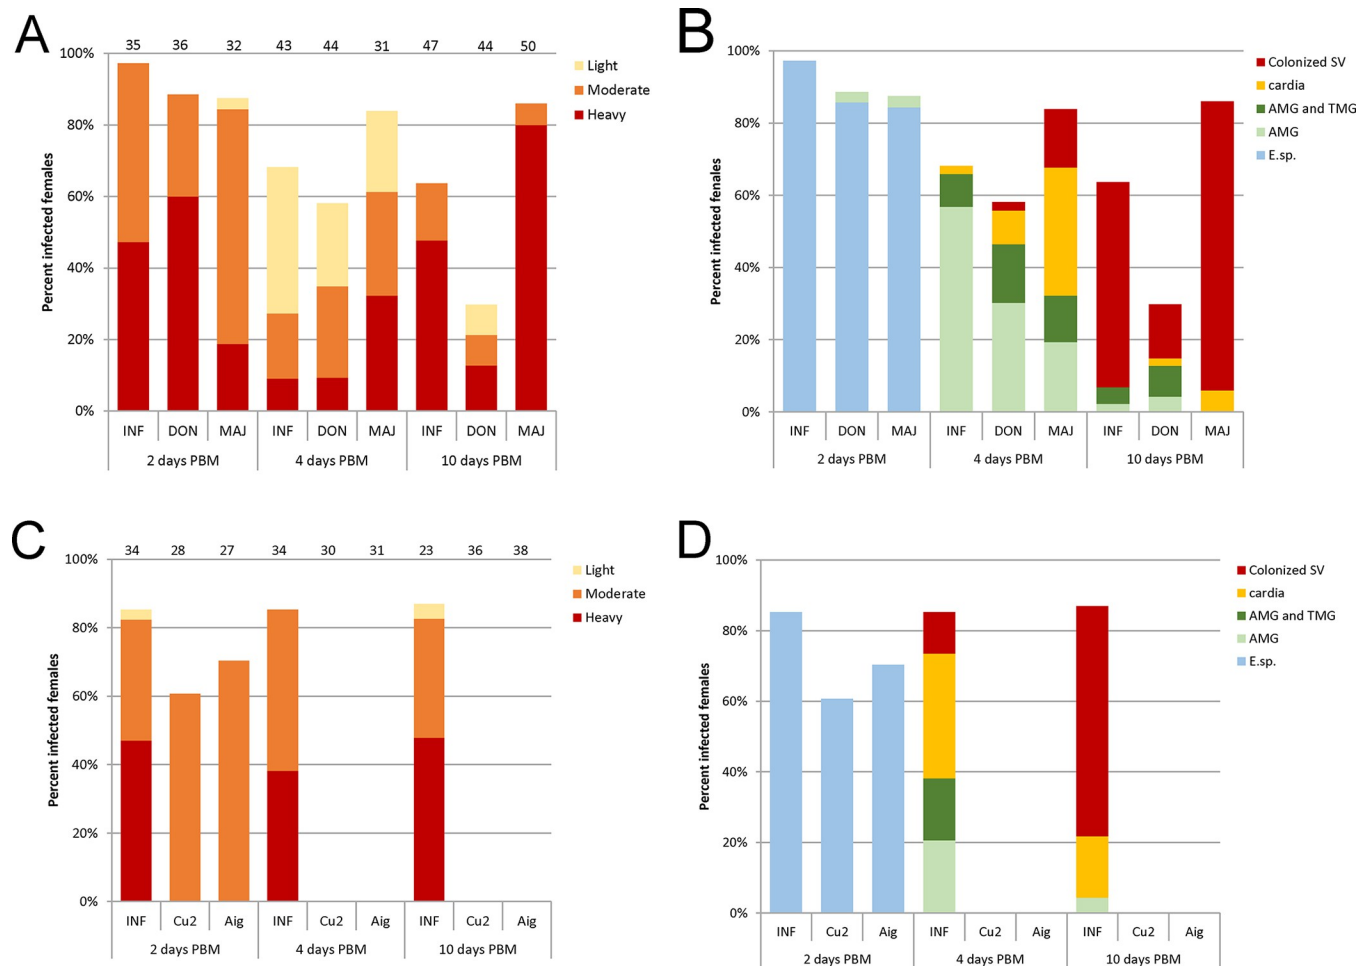 A
35 36 32 43 44 31 47 44 50
100%
80%
60%
40%
20%
0%
Percent infected females
INF DON MAJ INF DON MAJ INF DON MAJ
2 days PBM 4 days PBM 10 days PBM
Light
Moderate
Heavy
B
100%
80%
60%
40%
20%
0%
Percent infected females
INF DON MAJ INF DON MAJ INF DON MAJ
2 days PBM 4 days PBM 10 days PBM
Colonized SV
cardia
AMG and TMG
AMG
E.sp.
C
34 28 27 34 30 31 23 36 38
100%
80%
60%
40%
20%
0%
Percent infected females
INF Cu2 Aig INF Cu2 Aig INF Cu2 Aig
2 days PBM 4 days PBM 10 days PBM
Light
Moderate
Heavy
D
100%
80%
60%
40%
20%
0%
Percent infected females
INF Cu2 Aig INF Cu2 Aig INF Cu2 Aig
2 days PBM 4 days PBM 10 days PBM
Colonized SV
cardia
AMG and TMG
AMG
E.sp.